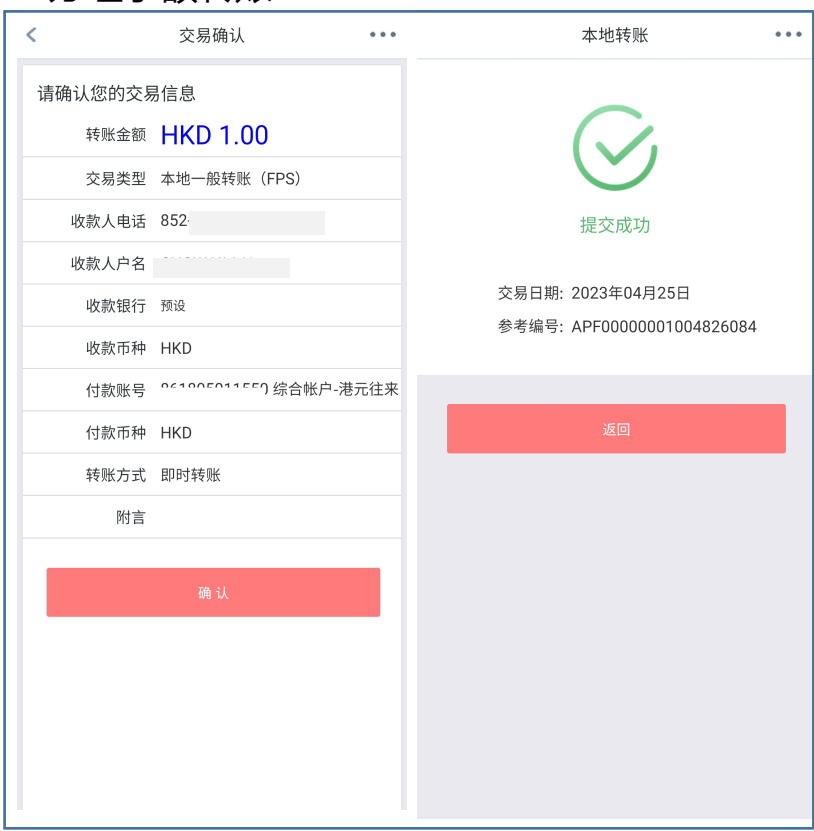 交易确认
请确认您的交易信息
转账金额 HKD 1.00
交易类型 本地一般转账（FPS）
收款人电话 852-
收款人户名
收款银行 预设
收款币种 HKD
付款账号 综合帐户-港元往来
付款币种 HKD
转账方式 即时转账
附言
确 认
本地转账
提交成功
交易日期: 2023年04月25日
参考编号: APF00000001004826084
返回